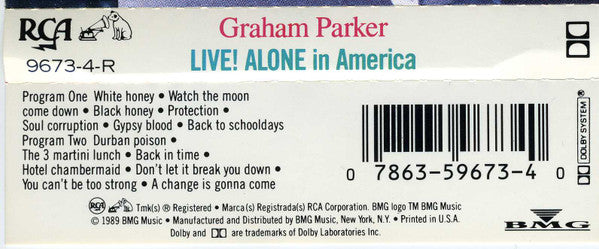 RCA
9673-4-R
Graham Parker
LIVE! ALONE in America
Program One White honey • Watch the moon
come down • Black honey • Protection •
Soul corruption • Gypsy blood • Back to schooldays
Program Two Durban poison •
The 3 martini lunch • Back in time •
Hotel chambermaid • Don't let it break you down •
You can't be too strong • A change is gonna come
0 7863-59673-4 0
DOLBY SYSTEM®
RCA Tmk(s) ® Registered • Marca(s) Registrada(s) RCA Corporation. BMG logo TM BMG Music
© 1989 BMG Music • Manufactured and Distributed by BMG Music, New York, N.Y. • Printed in U.S.A.
Dolby and are trademarks of Dolby Laboratories Inc.
BMG